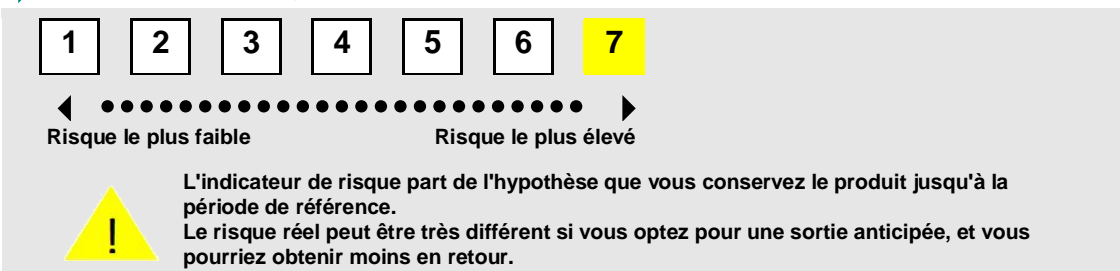 1 2 3 4 5 6 7
Risque le plus faible Risque le plus élevé
L'indicateur de risque part de l'hypothèse que vous conservez le produit jusqu'à la
période de référence.
Le risque réel peut être très différent si vous optez pour une sortie anticipée, et vous
pourriez obtenir moins en retour.
!